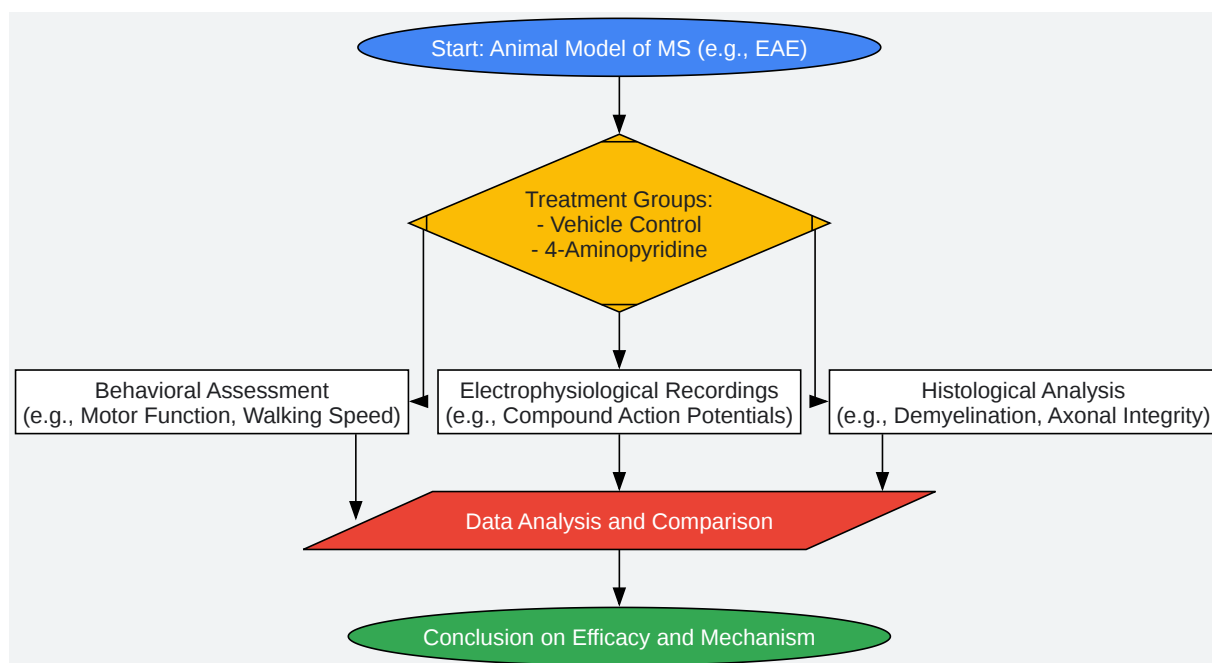 Start: Animal Model of MS (e.g., EAE)
Treatment Groups:
- Vehicle Control
- 4-Aminopyridine
Behavioral Assessment
(e.g., Motor Function, Walking Speed)
Electrophysiological Recordings
(e.g., Compound Action Potentials)
Histological Analysis
(e.g., Demyelination, Axonal Integrity)
Data Analysis and Comparison
Conclusion on Efficacy and Mechanism